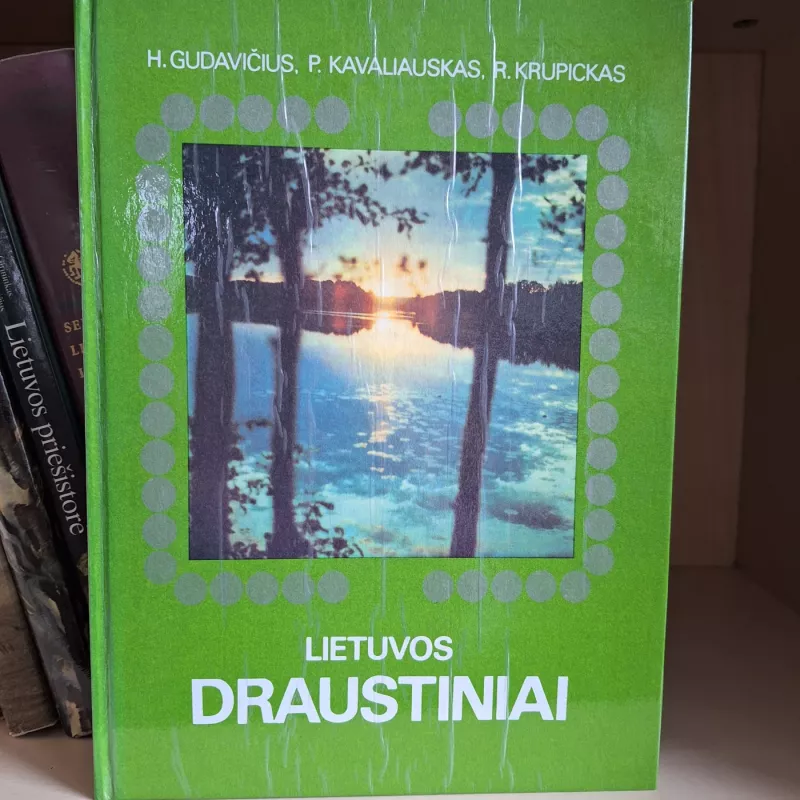 H. GUDAVIČIUS, P. KAVALIAUSKAS, R. KRUPICKAS
LIETUVOS
DRAUSTINIAI
Lietuvos priešistorė